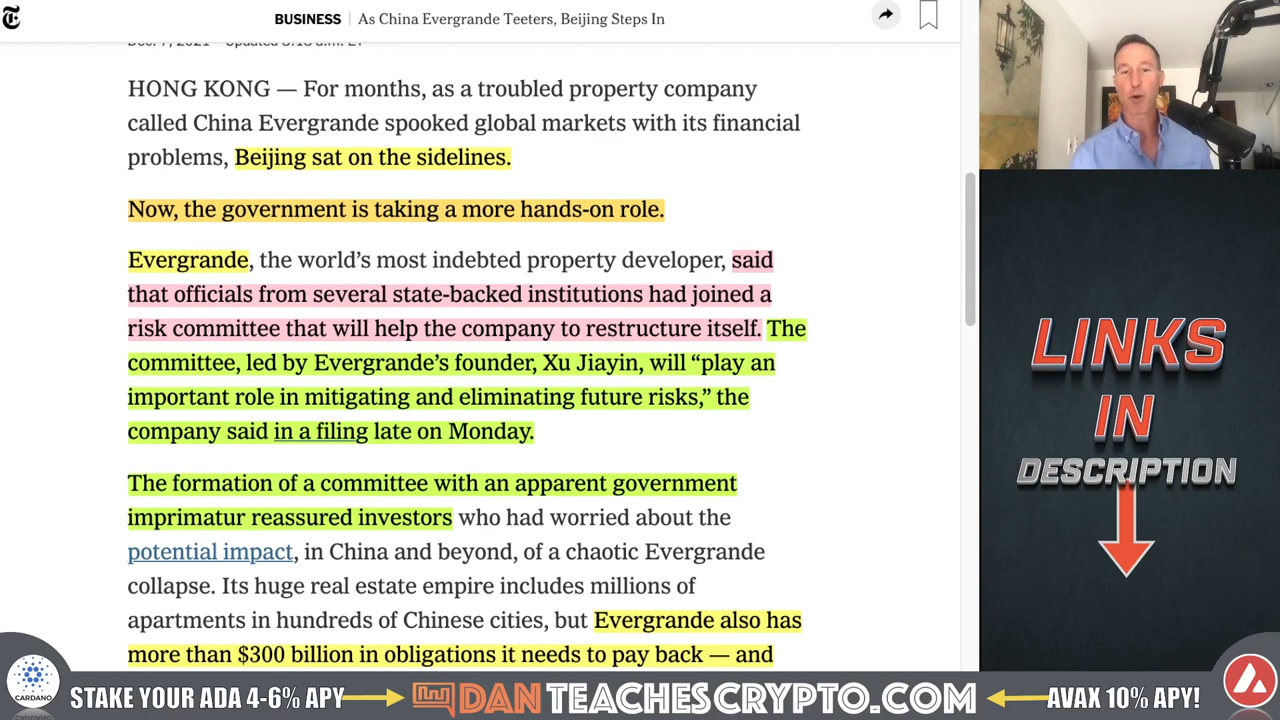 BUSINESS | As China Evergrande Teeters, Beijing Steps In
HONG KONG — For months, as a troubled property company
called China Evergrande spooked global markets with its financial
problems, Beijing sat on the sidelines.
Now, the government is taking a more hands-on role.
Evergrande, the world’s most indebted property developer, said
that officials from several state-backed institutions had joined a
risk committee that will help the company to restructure itself. The
committee, led by Evergrande’s founder, Xu Jiayin, will “play an
important role in mitigating and eliminating future risks,” the
company said in a filing late on Monday.
The formation of a committee with an apparent government
imprimatur reassured investors who had worried about the
potential impact, in China and beyond, of a chaotic Evergrande
collapse. Its huge real estate empire includes millions of
apartments in hundreds of Chinese cities, but Evergrande also has
more than $300 billion in obligations it needs to pay back — and
LINKS
IN
DESCRIPTION
CARDANO
STAKE YOUR ADA 4-6% APY
DANTEACHESCRYPTO.COM
AVAX 10% APY!